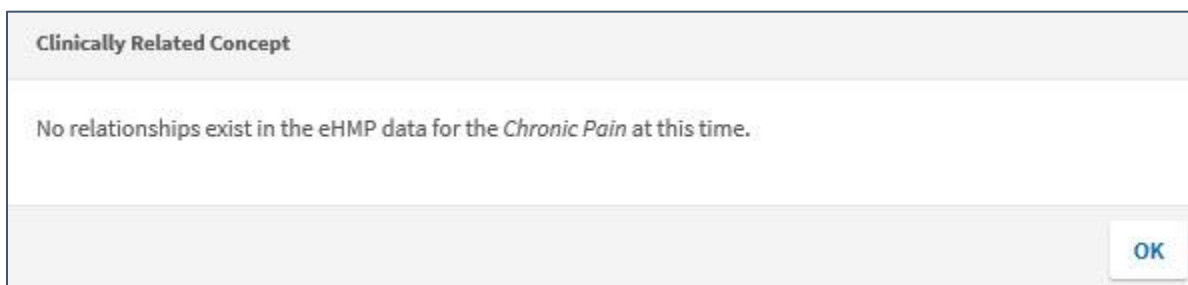 Clinically Related Concept
No relationships exist in the eHMP data for the Chronic Pain at this time.
OK